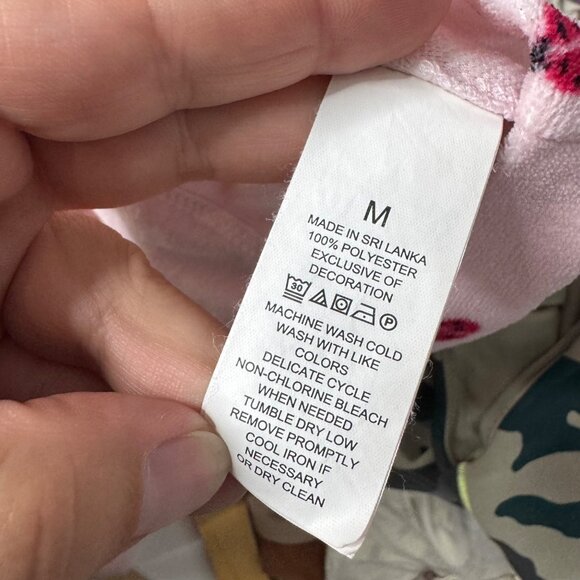 M
MADE IN SRI LANKA
100% POLYESTER
EXCLUSIVE OF
DECORATION
30 P
MACHINE WASH COLD
WASH WITH LIKE
COLORS
DELICATE CYCLE
NON-CHLORINE BLEACH
WHEN NEEDED
TUMBLE DRY LOW
REMOVE PROMPTLY
COOL IRON IF
NECESSARY
OR DRY CLEAN